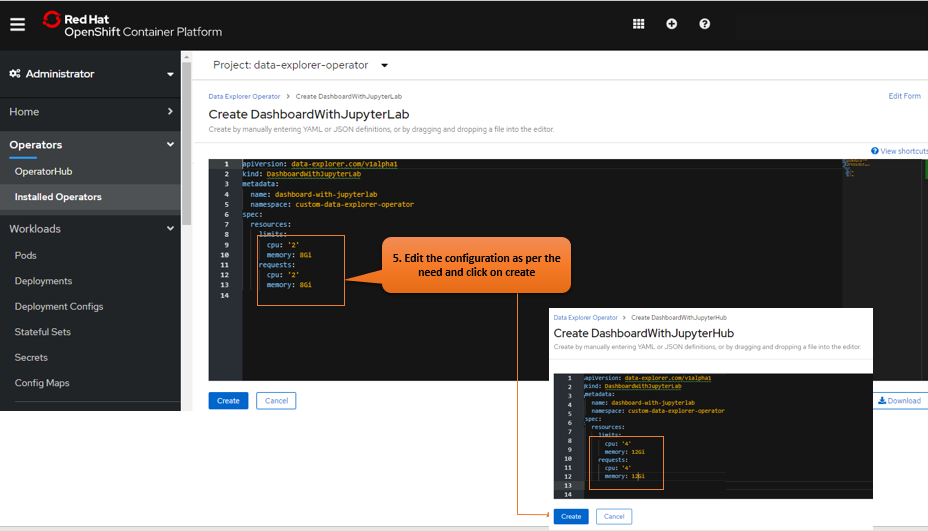 Red Hat
OpenShift Container Platform
Administrator
Home
Operators
OperatorHub
Installed Operators
Workloads
Pods
Deployments
Deployment Configs
Stateful Sets
Secrets
Config Maps
Project: data-explorer-operator
Data Explorer Operator > Create DashboardWithJupyterLab
Edit Form
Create DashboardWithJupyterLab
Create by manually entering YAML or JSON definitions, or by dragging and dropping a file into the editor.
View shortcuts
1 apiVersion: data-explorer.com/v1alpha1
2 kind: DashboardWithJupyterLab
3 metadata:
4 name: dashboard-with-jupyterlab
5 namespace: custom-data-explorer-operator
6 spec:
7 resources:
8 limits:
9 cpu: '2'
10 memory: 8Gi
11 requests:
12 cpu: '2'
13 memory: 8Gi
14
5. Edit the configuration as per the
need and click on create
Create Cancel
Download
Data Explorer Operator > Create DashboardWithJupyterHub
Create DashboardWithJupyterHub
Create by manually entering YAML or JSON definitions, or by dragging and dropping a file into the editor.
1 apiVersion: data-explorer.com/v1alpha1
2 kind: DashboardWithJupyterLab
3 metadata:
4 name: dashboard-with-jupyterlab
5 namespace: custom-data-explorer-operator
6 spec:
7 resources:
8 limits:
9 cpu: '4'
10 memory: 12Gi
11 requests:
12 cpu: '4'
13 memory: 12Gi
14
Create Cancel